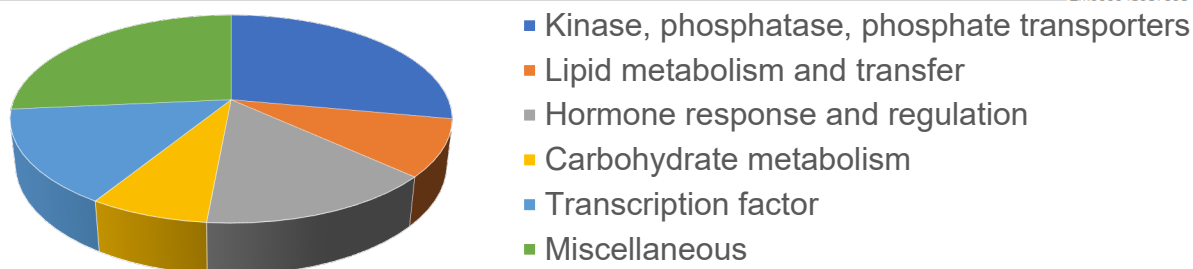 Kinase, phosphatase, phosphate transporters
Lipid metabolism and transfer
Hormone response and regulation
Carbohydrate metabolism
Transcription factor
Miscellaneous